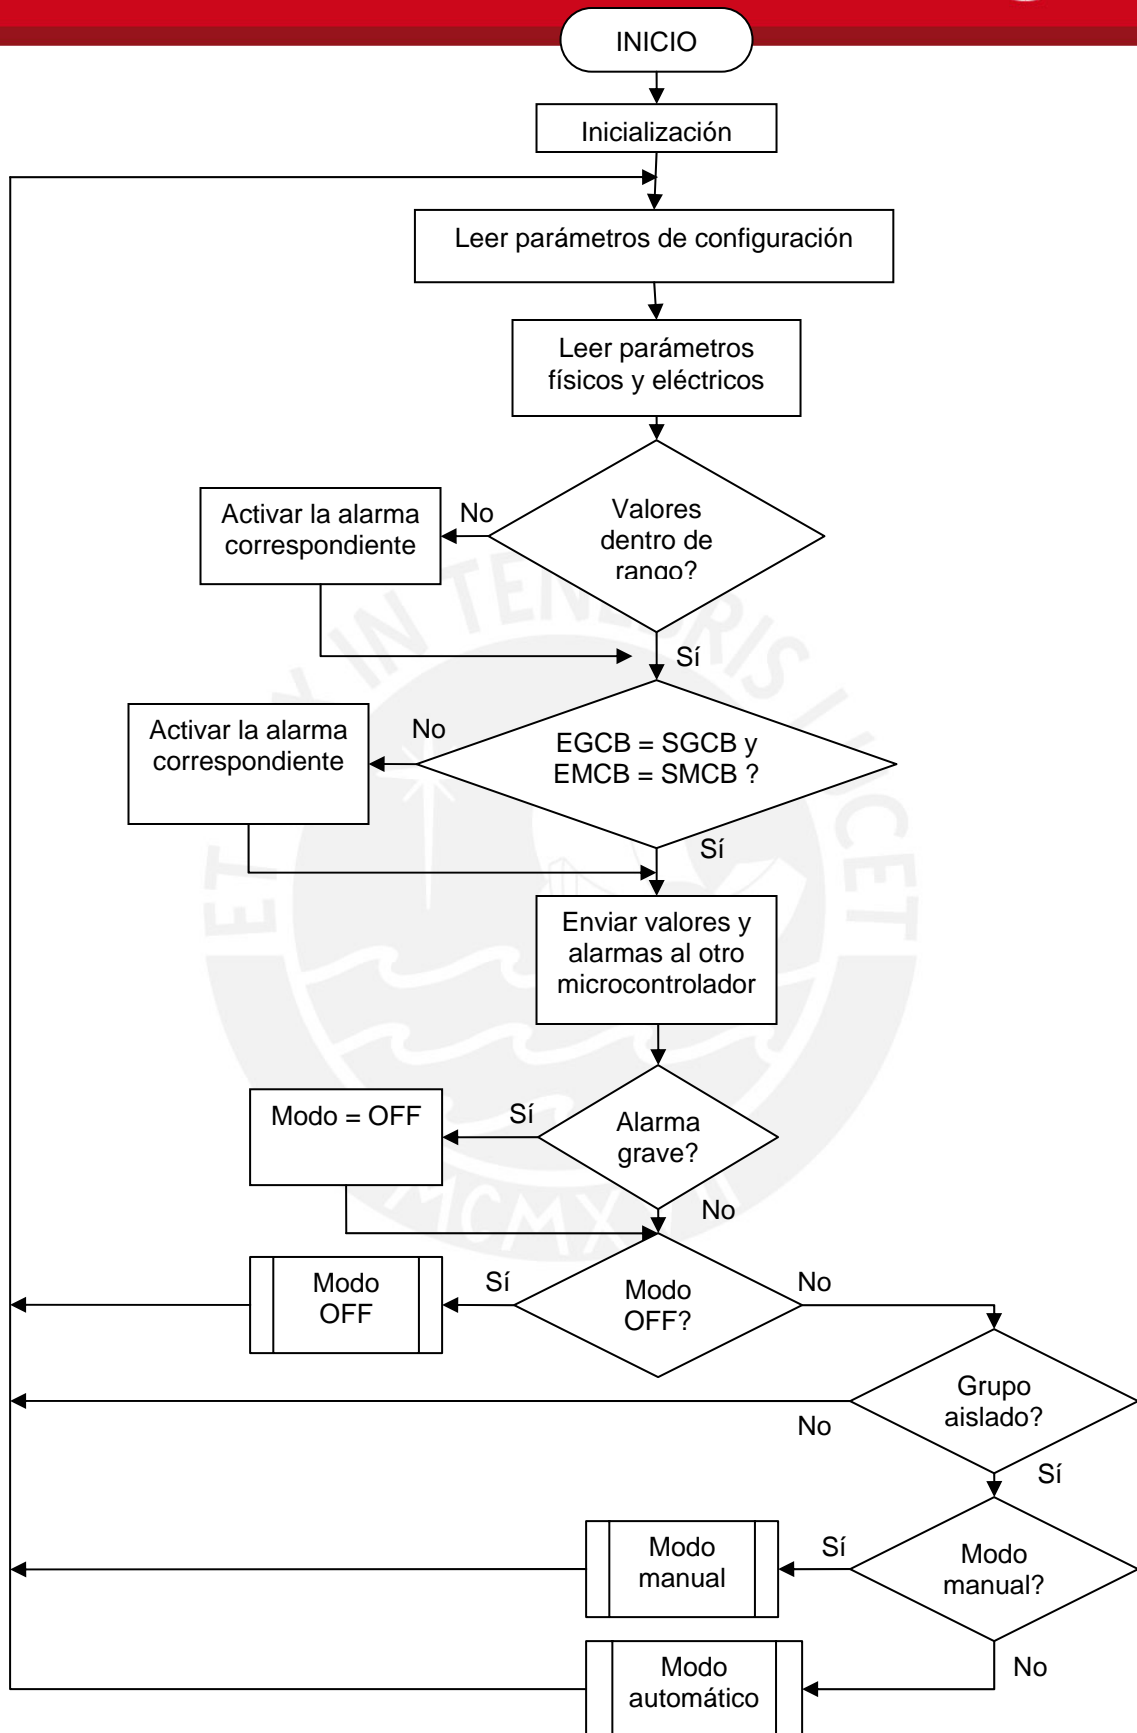 INICIO
Inicialización
Leer parámetros de configuración
Leer parámetros
físicos y eléctricos
Activar la alarma
correspondiente
No
Valores
dentro de
rango?
Sí
Activar la alarma
correspondiente
No
EGCB = SGCB y
EMCB = SMCB ?
Sí
Enviar valores y
alarmas al otro
microcontrolador
Modo = OFF
Sí
Alarma
grave?
No
Modo
OFF
Sí
Modo
OFF?
No
Grupo
aislado?
No
Sí
Modo
manual
Sí
Modo
manual?
No
Modo
automático